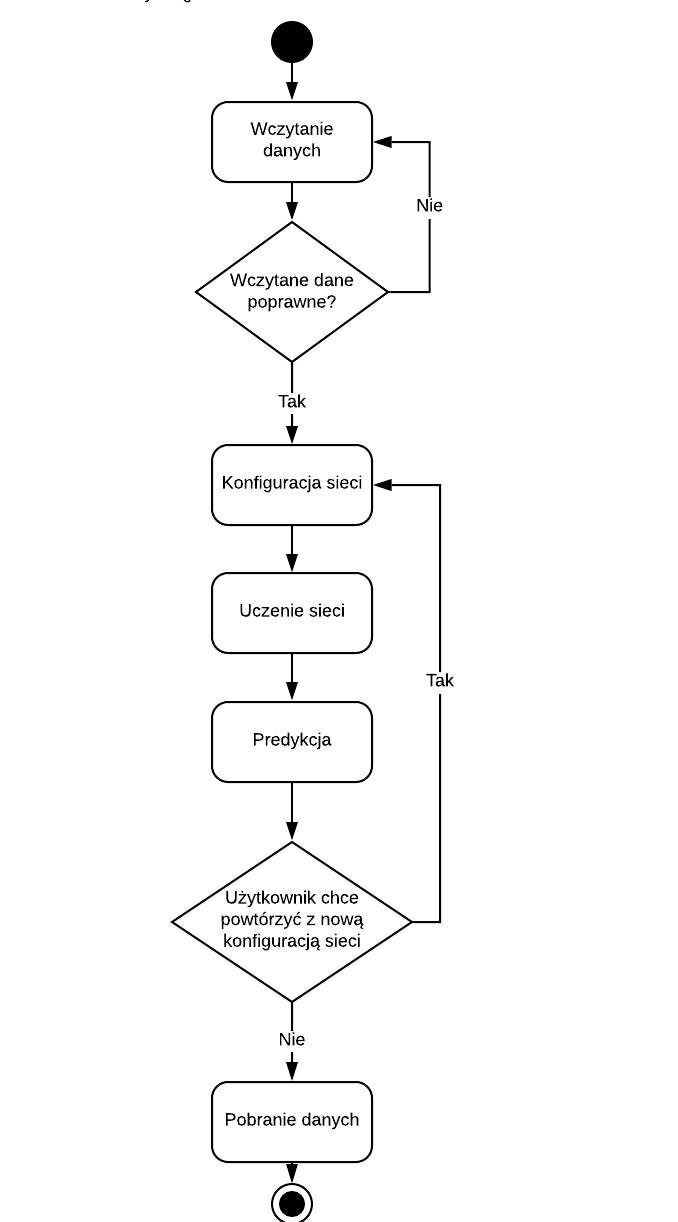 Wczytanie
danych
Nie
Wczytane dane
poprawne?
Tak
Konfiguracja sieci
Uczenie sieci
Tak
Predykcja
Użytkownik chce
powtórzyć z nową
konfiguracją sieci
Nie
Pobranie danych